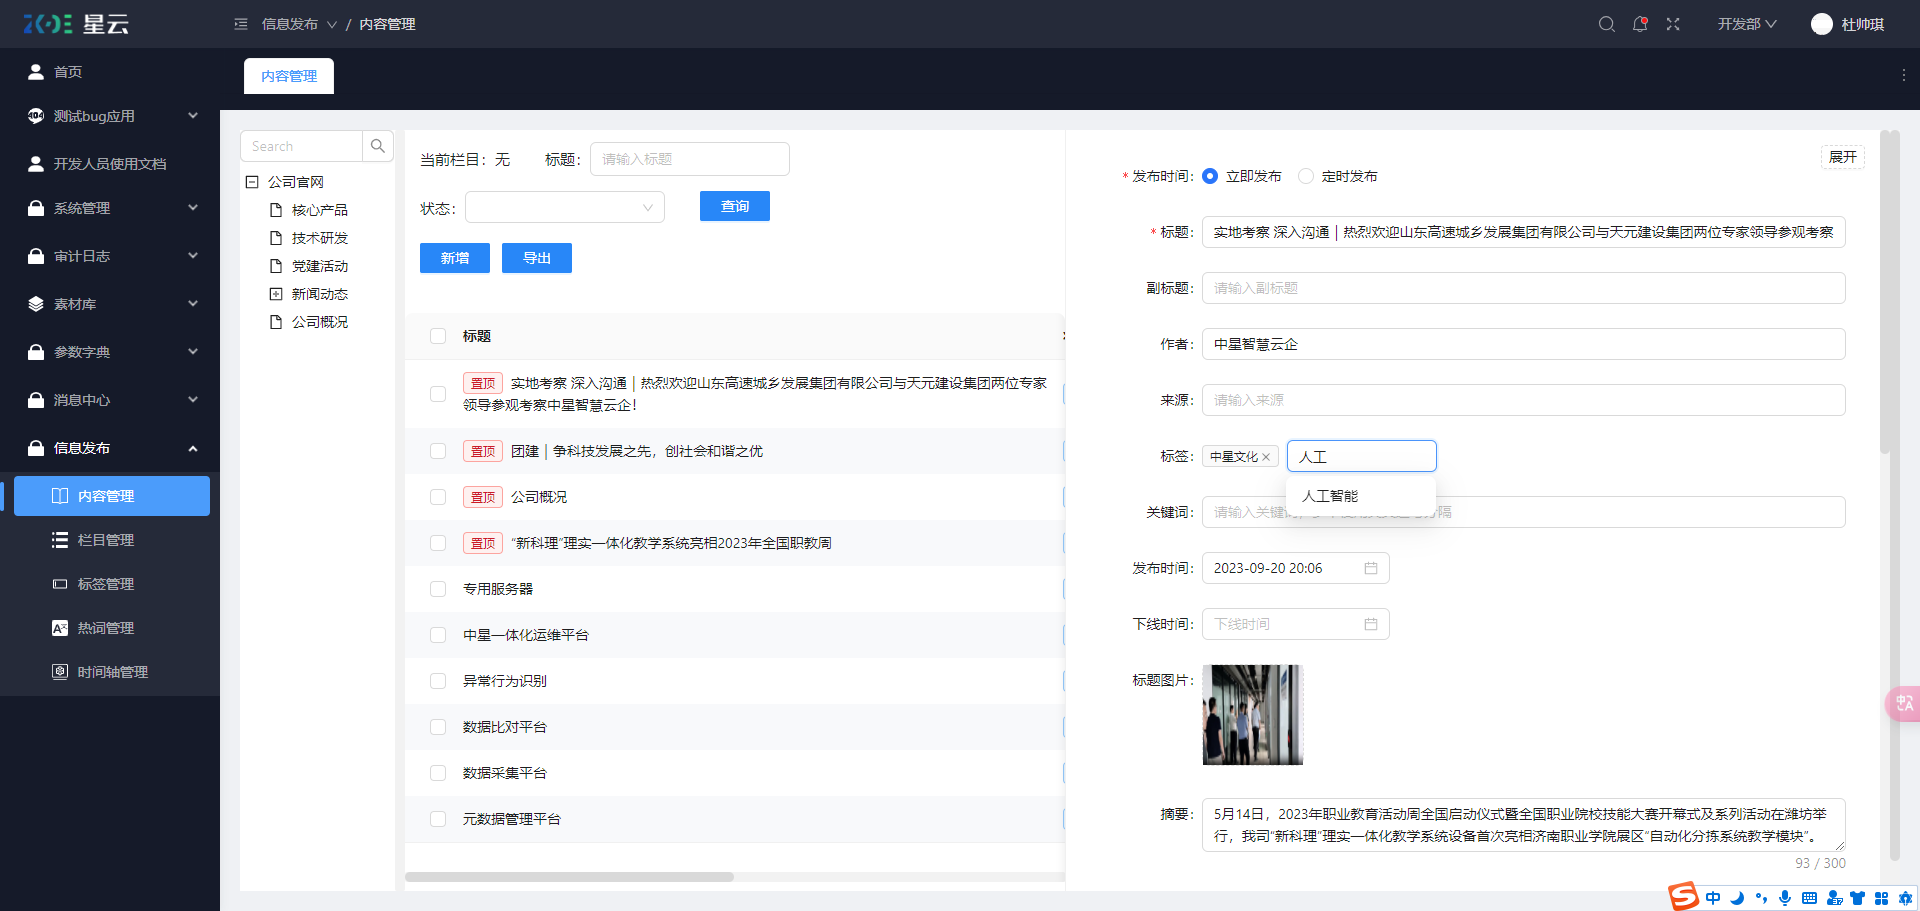 星云
信息发布 / 内容管理
开发部
杜帅琪
首页
测试bug应用
开发人员使用文档
系统管理
审计日志
素材库
参数字典
消息中心
信息发布
内容管理
栏目管理
标签管理
热词管理
时间轴管理
内容管理
Search
公司官网
核心产品
技术研发
党建活动
新闻动态
公司概况
当前栏目：无
标题：
请输入标题
状态：
查询
新增
导出
标题
置顶 实地考察 深入沟通 | 热烈欢迎山东高速城乡发展集团有限公司与天元建设集团两位专家
领导参观考察中星智慧云企！
置顶 团建 | 争科技发展之先，创社会和谐之优
置顶 公司概况
置顶 “新科理”理实一体化教学系统亮相2023年全国职教周
专用服务器
中星一体化运维平台
异常行为识别
数据比对平台
数据采集平台
元数据管理平台
展开
* 发布时间： 立即发布 定时发布
* 标题： 实地考察 深入沟通 | 热烈欢迎山东高速城乡发展集团有限公司与天元建设集团两位专家领导参观考察
副标题： 请输入副标题
作者： 中星智慧云企
来源： 请输入来源
标签： 中星文化 × 人工
人工智能
关键词： 请输入关键
隔
发布时间： 2023-09-20 20:06
下线时间： 下线时间
标题图片：
摘要： 5月14日，2023年职业教育活动周全国启动仪式暨全国职业院校技能大赛开幕式及系列活动在潍坊举
行，我司“新科理”理实一体化教学系统设备首次亮相济南职业学院展区“自动化分拣系统教学模块”。
93 / 300
中